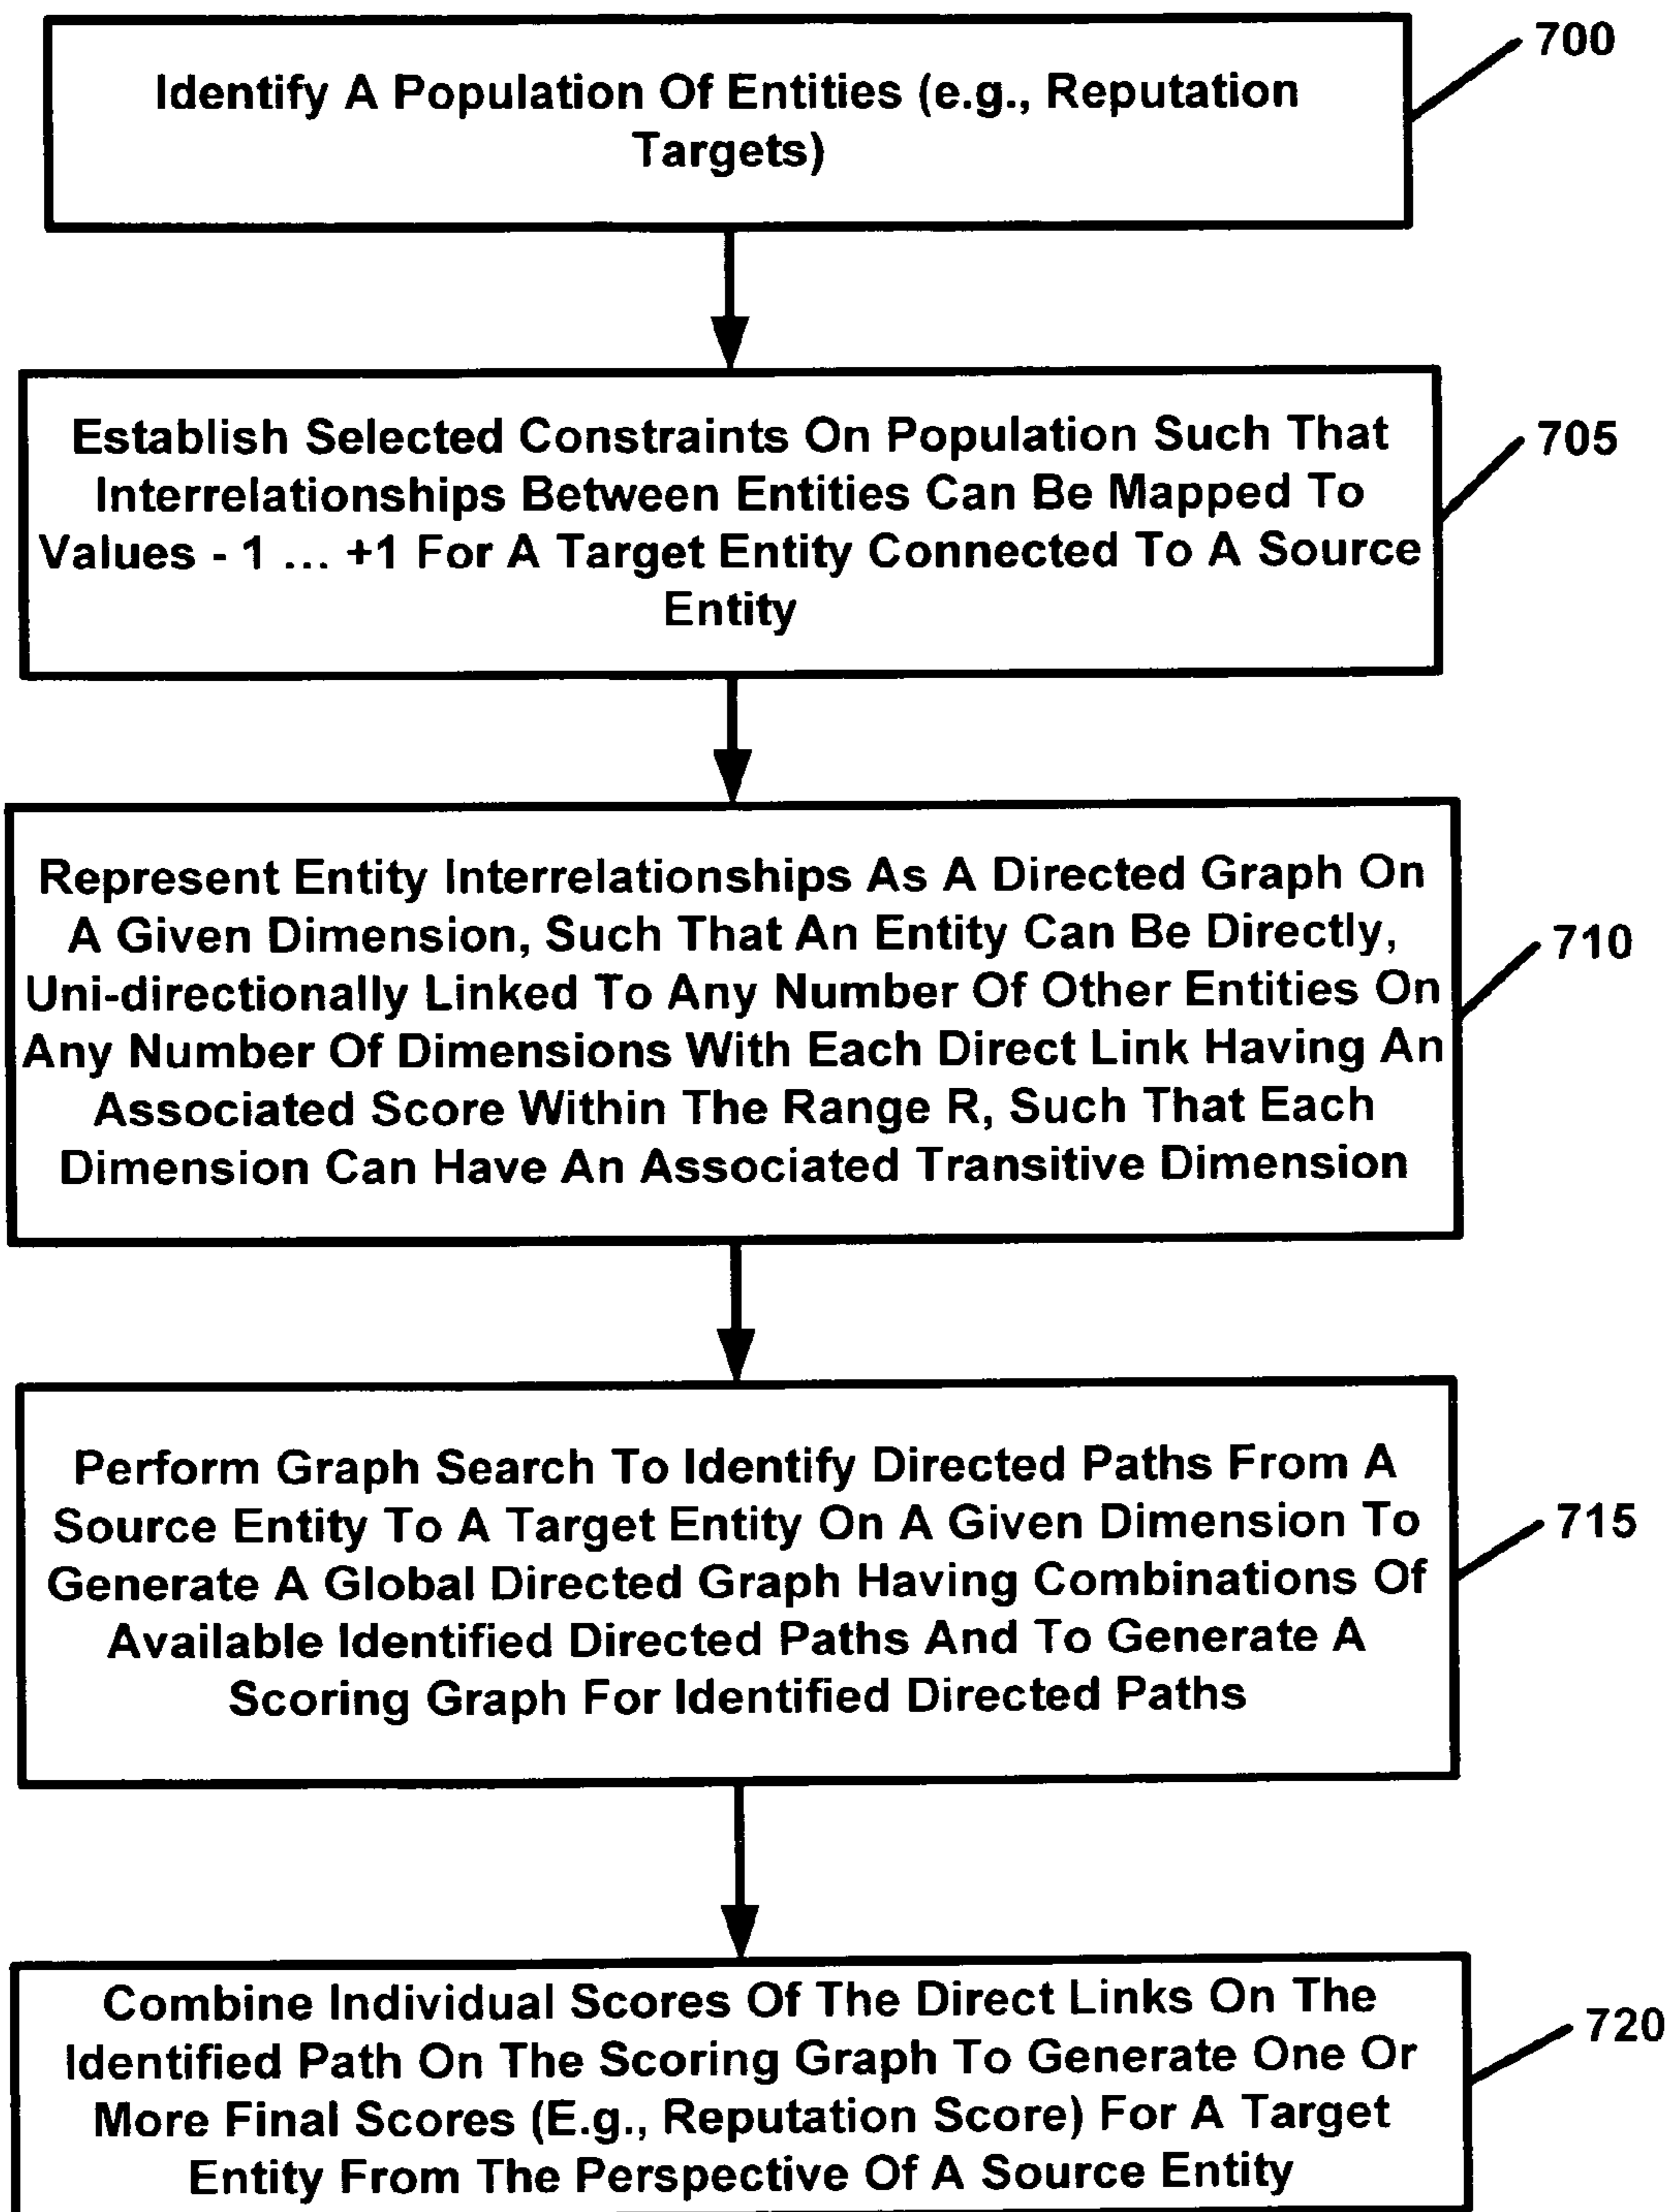 Identify A Population Of Entities (e.g., Reputation
Targets)
700
Establish Selected Constraints On Population Such That
Interrelationships Between Entities Can Be Mapped To
Values - 1 ... +1 For A Target Entity Connected To A Source
Entity
705
Represent Entity Interrelationships As A Directed Graph On
A Given Dimension, Such That An Entity Can Be Directly,
Uni-directionally Linked To Any Number Of Other Entities On
Any Number Of Dimensions With Each Direct Link Having An
Associated Score Within The Range R, Such That Each
Dimension Can Have An Associated Transitive Dimension
710
Perform Graph Search To Identify Directed Paths From A
Source Entity To A Target Entity On A Given Dimension To
Generate A Global Directed Graph Having Combinations Of
Available Identified Directed Paths And To Generate A
Scoring Graph For Identified Directed Paths
715
Combine Individual Scores Of The Direct Links On The
Identified Path On The Scoring Graph To Generate One Or
More Final Scores (E.g., Reputation Score) For A Target
Entity From The Perspective Of A Source Entity
720